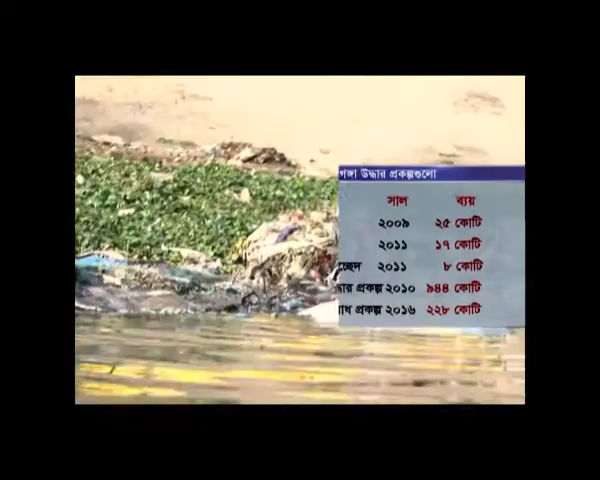 গঙ্গা উদ্ধার প্রকল্পগুলো
সাল ব্যয়
২০০৯ ২৫ কোটি
২০১১ ১৭ কোটি
চ্ছেদ ২০১১ ৮ কোটি
প্রকল্প ২০১০ ৯৪৪ কোটি
প্রকল্প ২০১৬ ২২৮ কোটি